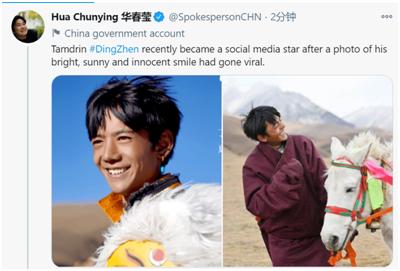 Hua Chunying 华春莹 @SpokespersonCHN · 2分钟
China government account
Tamdrin #DingZhen recently became a social media star after a photo of his
bright, sunny and innocent smile had gone viral.